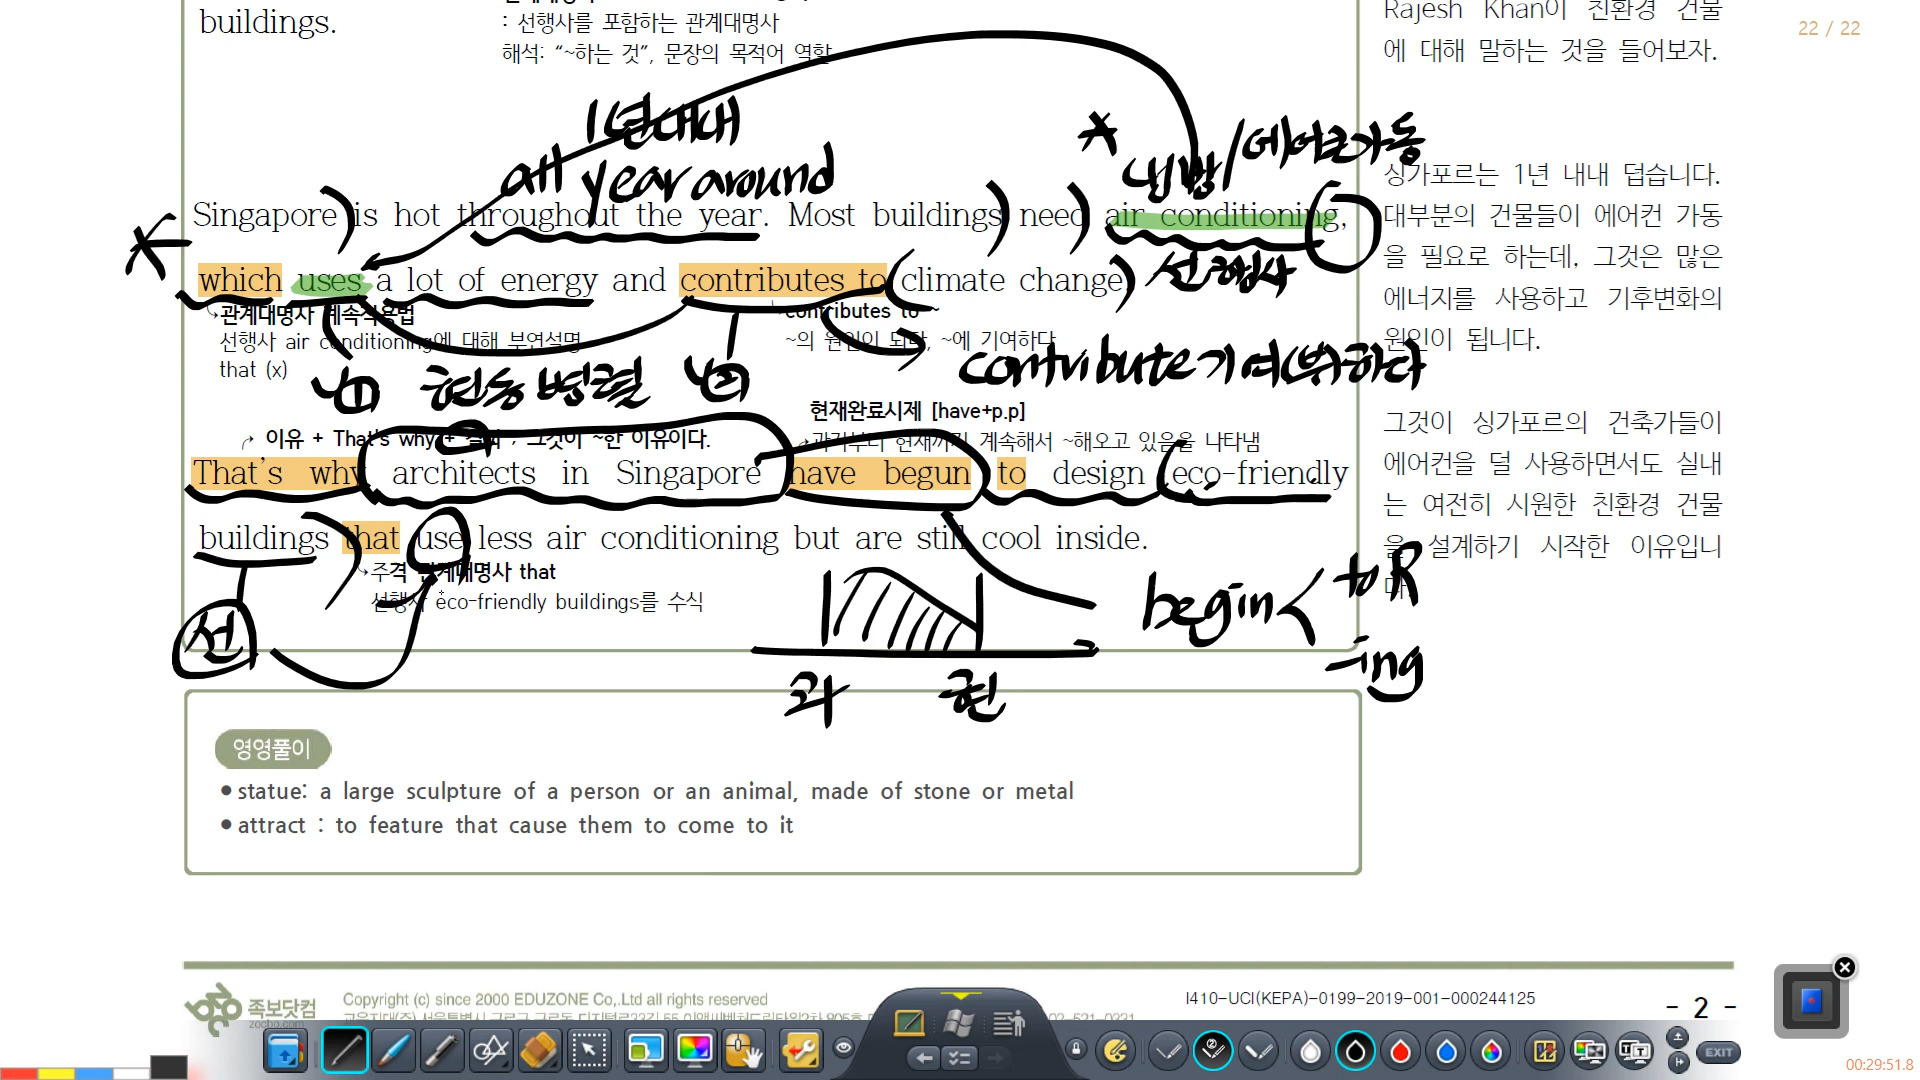 buildings.
: 선행사를 포함하는 관계대명사
해석: “~하는 것”, 문장의 목적어 역할
Rajesh Khan이 친환경 건물
에 대해 말하는 것을 들어보자.
22 / 22
1년내내
all year around
냉방/에어컨가동
Singapore is hot throughout the year. Most buildings need air conditioning,
which uses a lot of energy and contributes to climate change.
선행사
관계대명사 계속적용법
선행사 air conditioning에 대해 부연설명
that (x)
contributes to ~
~의 원인이 되다, ~에 기여하다
V① 현동병렬 V②
contribute기여(부)하다
싱가포르는 1년 내내 덥습니다.
대부분의 건물들이 에어컨 가동
을 필요로 하는데, 그것은 많은
에너지를 사용하고 기후변화의
원인이 됩니다.
이유 + That's why + 결과 : 그것이 ~한 이유이다.
현재완료시제 [have+p.p]
과거부터 현재까지 계속해서 ~해오고 있음을 나타냄
That's why architects in Singapore have begun to design eco-friendly
buildings that use less air conditioning but are still cool inside.
주격 관계대명사 that
선행사 eco-friendly buildings를 수식
선
과 현
begin < to R
-ing
그것이 싱가포르의 건축가들이
에어컨을 덜 사용하면서도 실내
는 여전히 시원한 친환경 건물
을 설계하기 시작한 이유입니
다.
영영풀이
● statue: a large sculpture of a person or an animal, made of stone or metal
● attract : to feature that cause them to come to it
족보닷컴
zocbo.com
Copyright (c) since 2000 EDUZONE Co,.Ltd all rights reserved
I410-UCI(KEPA)-0199-2019-001-000244125
- 2 -
EXIT
00:29:51.8